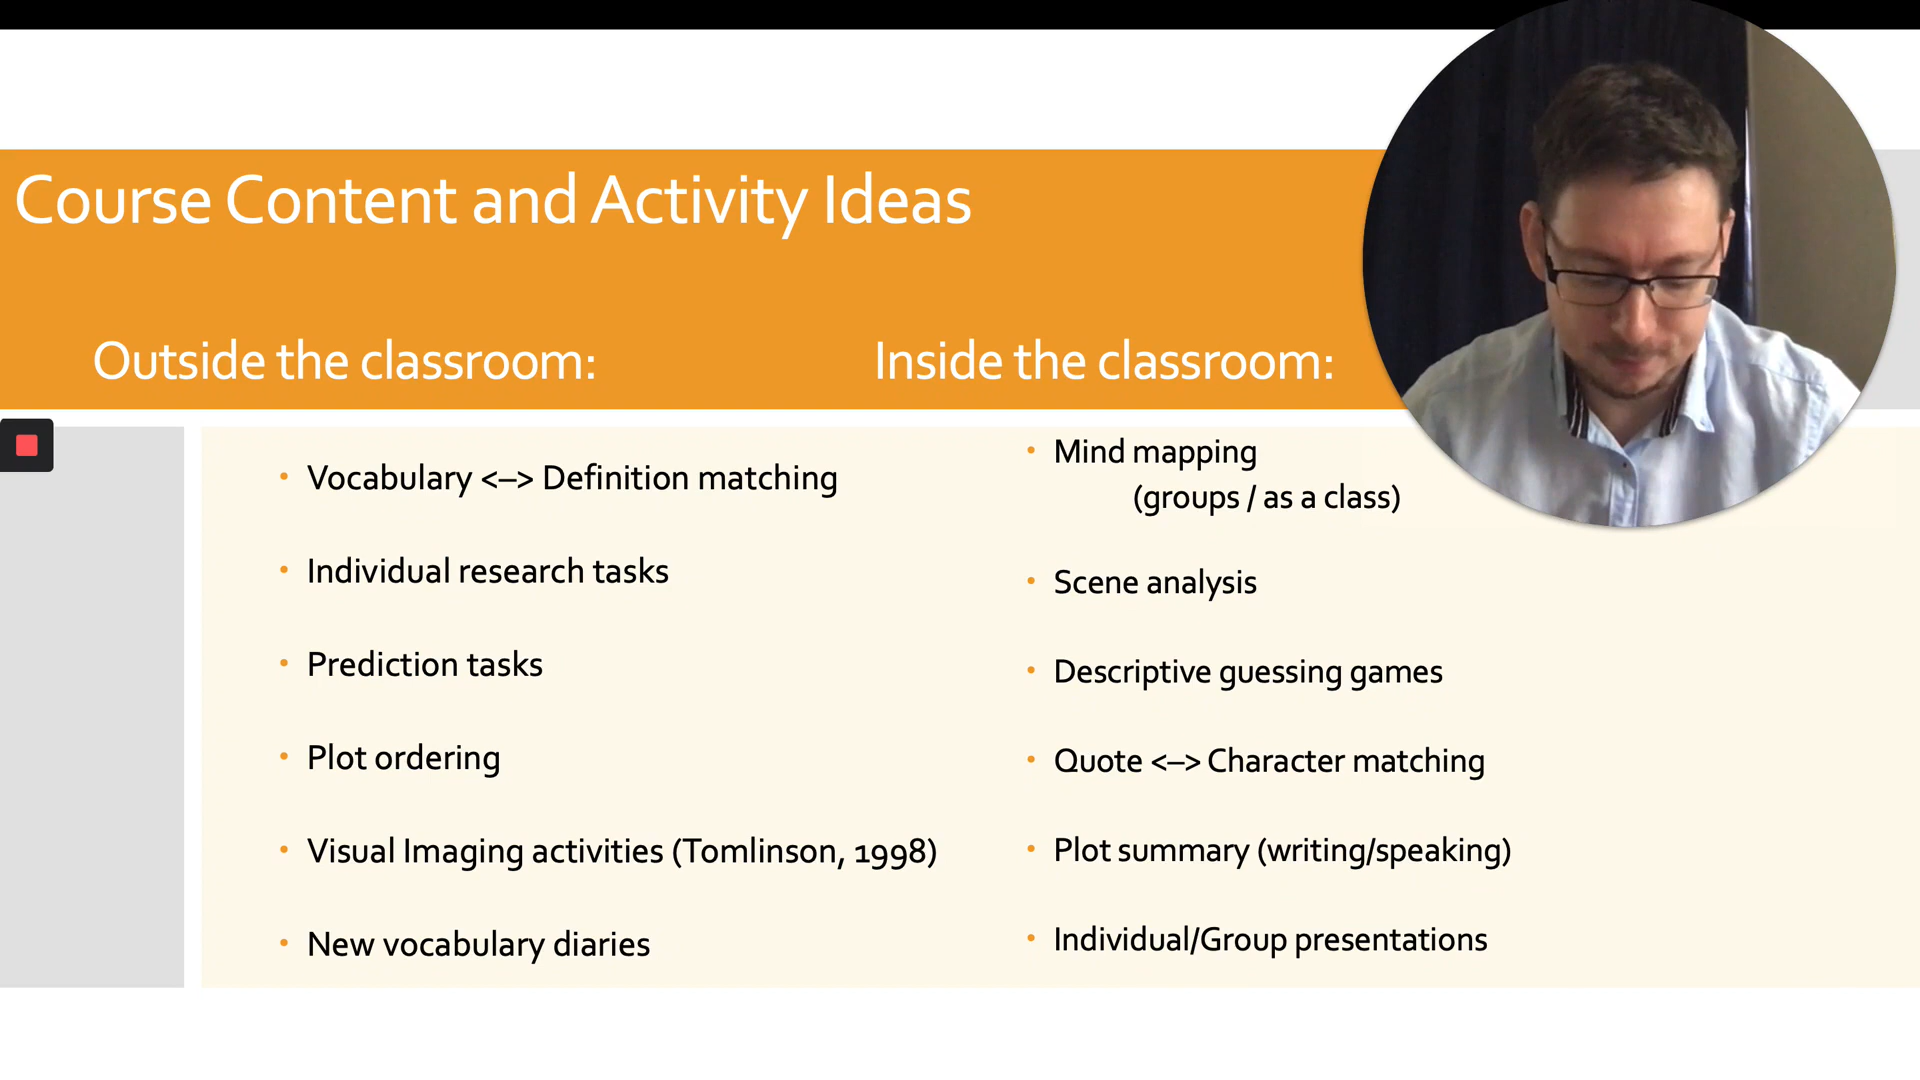 Course Content and Activity Ideas
Outside the classroom:
Vocabulary <–> Definition matching
Individual research tasks
Prediction tasks
Plot ordering
Visual Imaging activities (Tomlinson, 1998)
New vocabulary diaries
Inside the classroom:
Mind mapping
(groups / as a class)
Scene analysis
Descriptive guessing games
Quote <–> Character matching
Plot summary (writing/speaking)
Individual/Group presentations